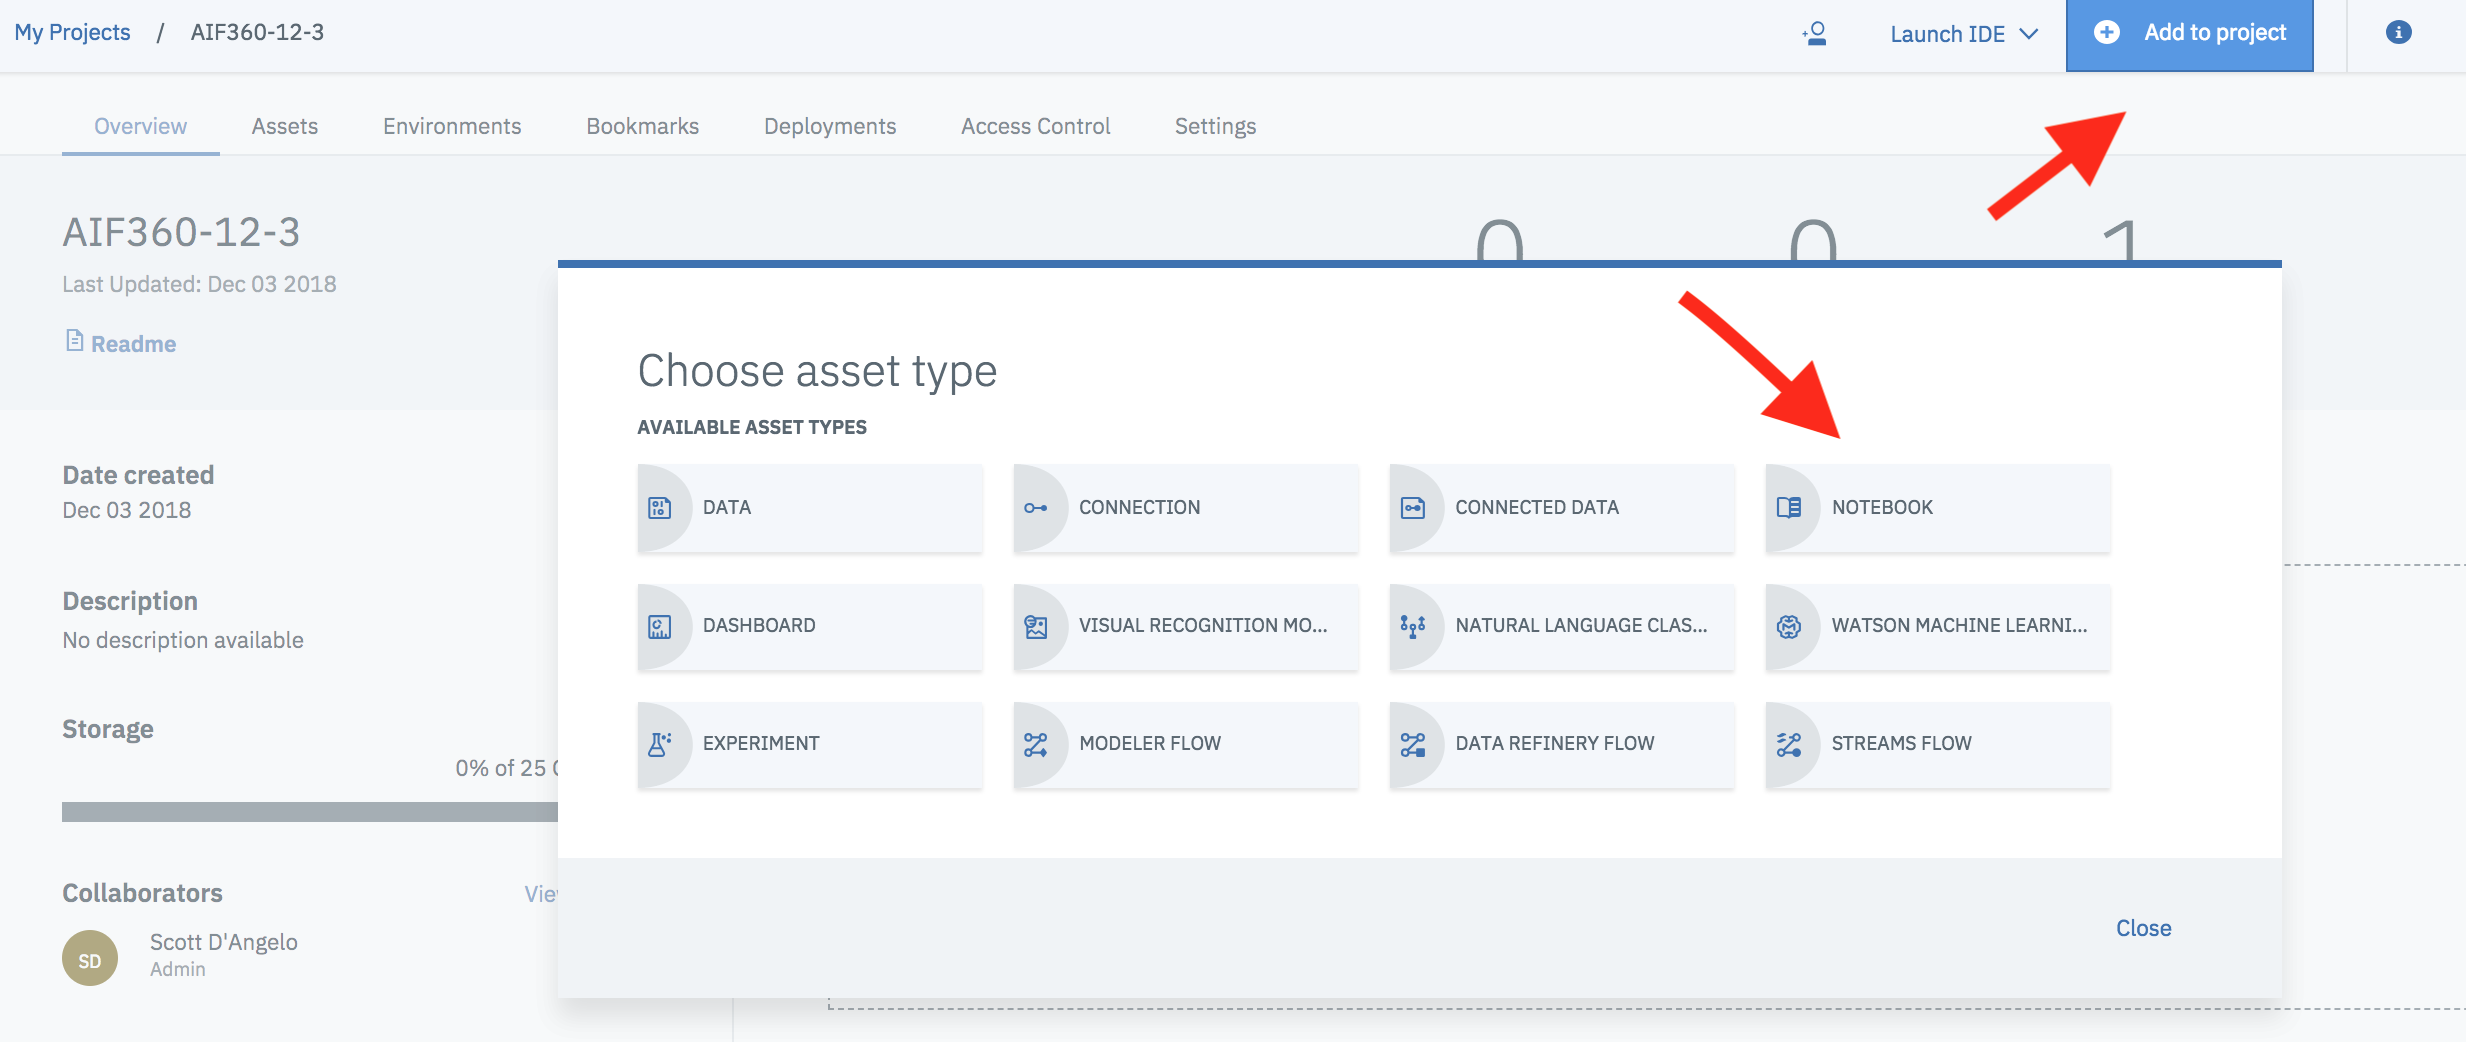 My Projects / AIF360-12-3
Launch IDE
Add to project
Overview Assets Environments Bookmarks Deployments Access Control Settings
AIF360-12-3
Last Updated: Dec 03 2018
Readme
0 0 1
Choose asset type
AVAILABLE ASSET TYPES
DATA CONNECTION CONNECTED DATA NOTEBOOK
DASHBOARD VISUAL RECOGNITION MO... NATURAL LANGUAGE CLAS... WATSON MACHINE LEARNI...
EXPERIMENT MODELER FLOW DATA REFINERY FLOW STREAMS FLOW
Close
Date created
Dec 03 2018
Description
No description available
Storage
0% of 25
Collaborators
SD
Scott D'Angelo
Admin